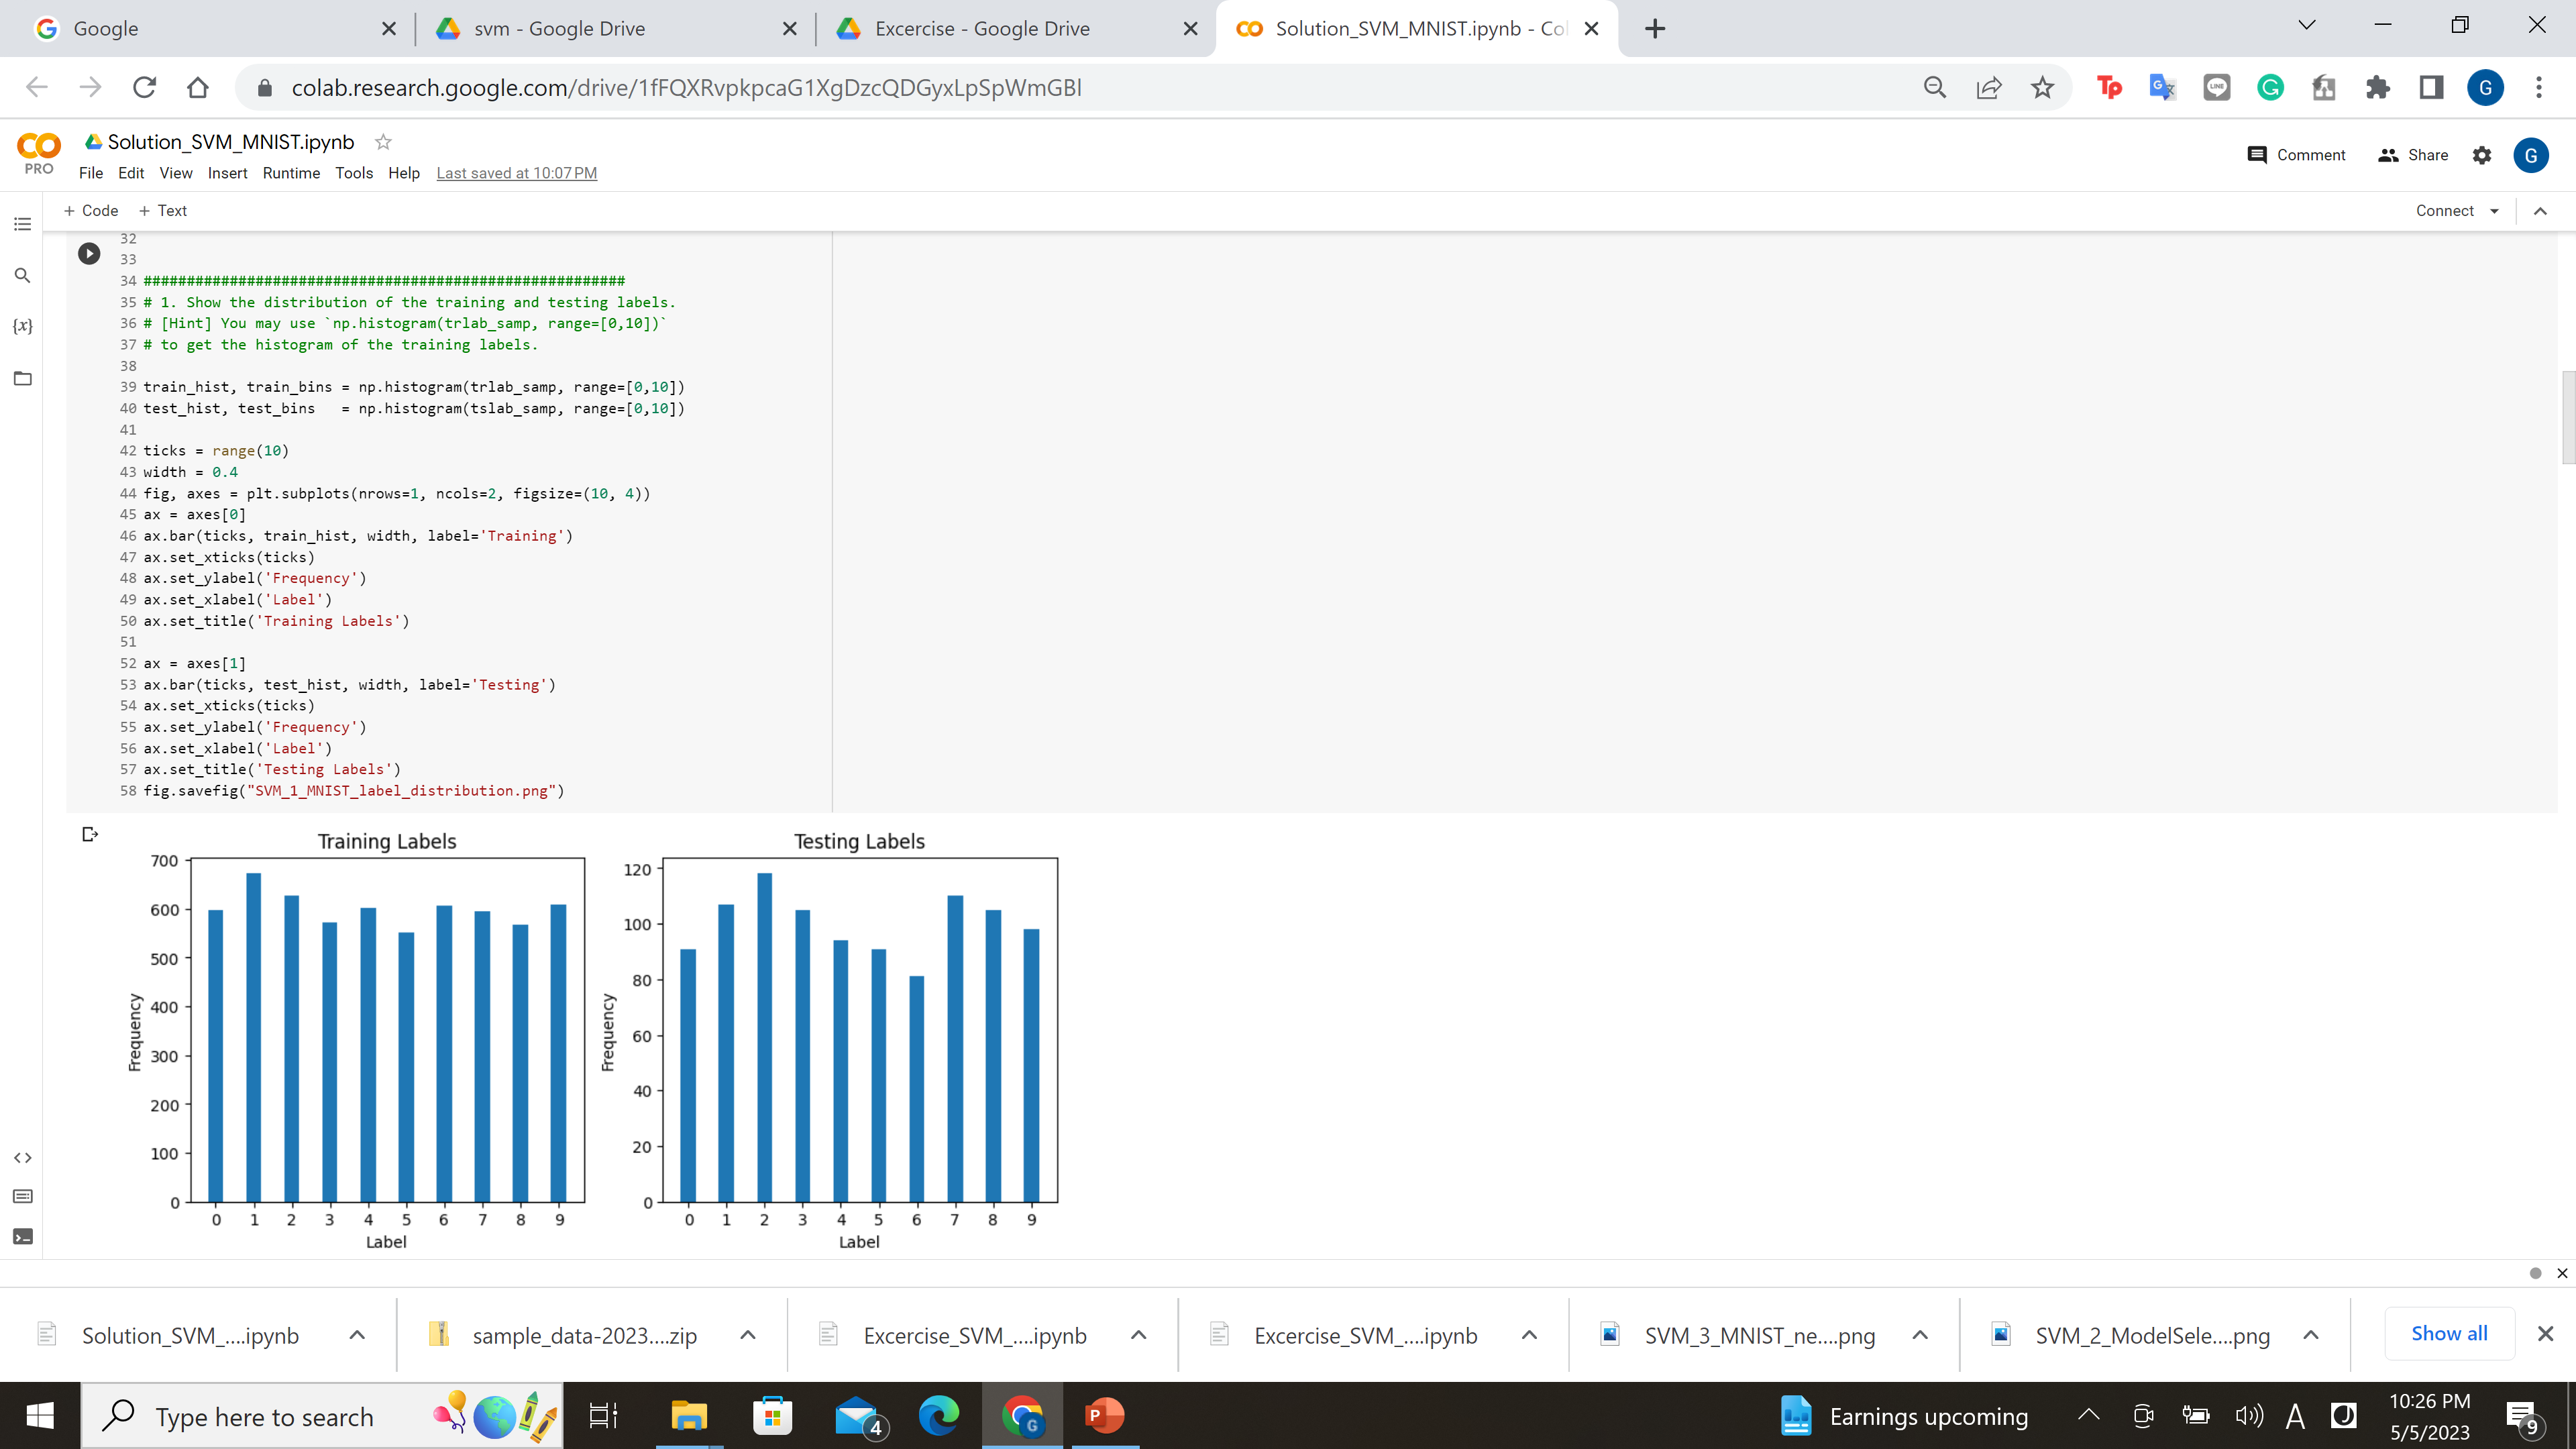 Google
svm - Google Drive
Excercise - Google Drive
Solution_SVM_MNIST.ipynb - Col
colab.research.google.com/drive/1fFQXRvpkpcaG1XgDzcQDGyxLpSpWmGBl
PRO
Solution_SVM_MNIST.ipynb
File Edit View Insert Runtime Tools Help Last saved at 10:07 PM
Comment Share G
+ Code + Text Connect
32
33
34 ########################################################
35 # 1. Show the distribution of the training and testing labels.
36 # [Hint] You may use `np.histogram(trlab_samp, range=[0,10])`
37 # to get the histogram of the training labels.
38
39 train_hist, train_bins = np.histogram(trlab_samp, range=[0,10])
40 test_hist, test_bins   = np.histogram(tslab_samp, range=[0,10])
41
42 ticks = range(10)
43 width = 0.4
44 fig, axes = plt.subplots(nrows=1, ncols=2, figsize=(10, 4))
45 ax = axes[0]
46 ax.bar(ticks, train_hist, width, label='Training')
47 ax.set_xticks(ticks)
48 ax.set_ylabel('Frequency')
49 ax.set_xlabel('Label')
50 ax.set_title('Training Labels')
51
52 ax = axes[1]
53 ax.bar(ticks, test_hist, width, label='Testing')
54 ax.set_xticks(ticks)
55 ax.set_ylabel('Frequency')
56 ax.set_xlabel('Label')
57 ax.set_title('Testing Labels')
58 fig.savefig("SVM_1_MNIST_label_distribution.png")
Training Labels
700
600
500
400
300
200
100
0
Frequency
0 1 2 3 4 5 6 7 8 9
Label
Testing Labels
120
100
80
60
40
20
0
Frequency
0 1 2 3 4 5 6 7 8 9
Label
Solution_SVM_....ipynb
sample_data-2023....zip
Excercise_SVM_....ipynb
Excercise_SVM_....ipynb
SVM_3_MNIST_ne....png
SVM_2_ModelSele....png
Show all
Type here to search
4
Earnings upcoming
A
10:26 PM
5/5/2023
9